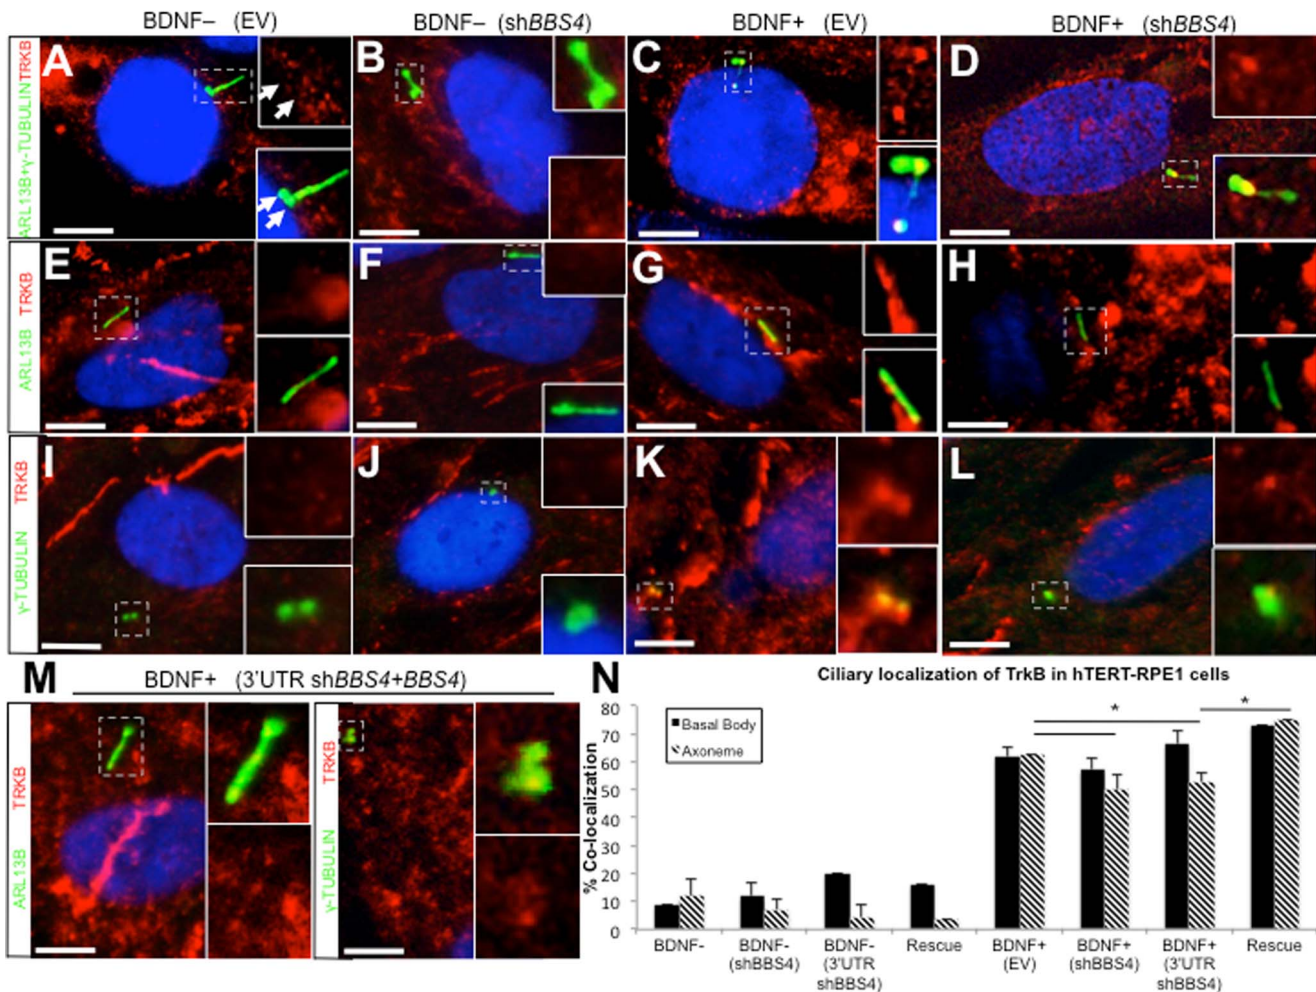 BDNF– (EV)
BDNF– (shBBS4)
BDNF+ (EV)
BDNF+ (shBBS4)
ARL13B+γ-TUBULIN TRKB
A
B
C
D
ARL13B TRKB
E
F
G
H
γ-TUBULIN TRKB
I
J
K
L
M
BDNF+ (3'UTR shBBS4+BBS4)
ARL13B TRKB
γ-TUBULIN TRKB
N
Ciliary localization of TrkB in hTERT-RPE1 cells
% Co-localization
80
70
60
50
40
30
20
10
0
Basal Body
Axoneme
*
*
BDNF-
BDNF-
(shBBS4)
BDNF-
(3'UTR
shBBS4)
Rescue
BDNF+
(EV)
BDNF+
(shBBS4)
BDNF+
(3'UTR
shBBS4)
Rescue